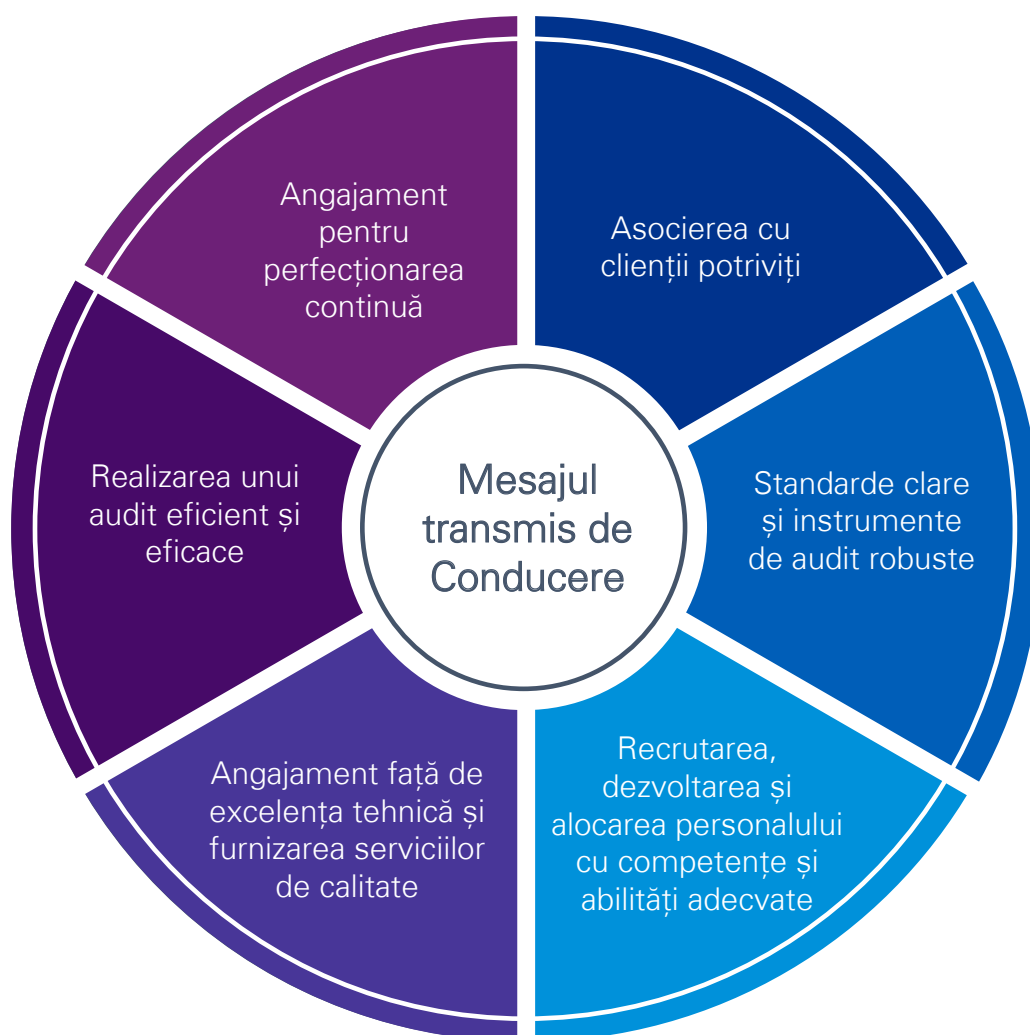 Angajament
pentru
perfecționarea
continuă
Asocierea cu
clienții potriviți
Realizarea unui
audit eficient și
eficace
Mesajul
transmis de
Conducere
Standarde clare
și instrumente
de audit robuste
Angajament față de
excelența tehnică și
furnizarea serviciilor
de calitate
Recrutarea,
dezvoltarea și
alocarea personalului
cu competențe și
abilități adecvate